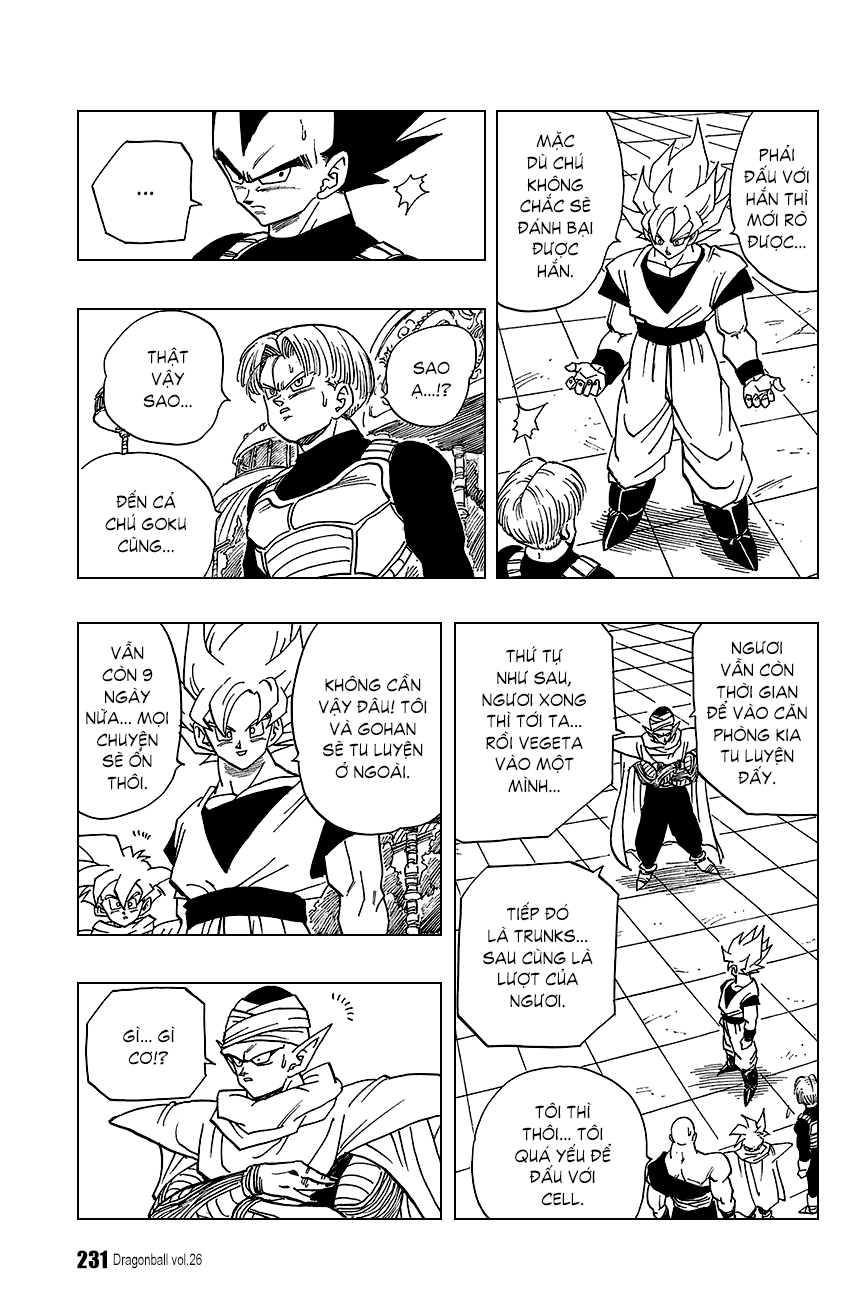 PHẢI
ĐẤU VỚI
HẮN THÌ
MỚI RÕ
ĐƯỢC...
MẶC
DÙ CHÚ
KHÔNG
CHẮC SẼ
ĐÁNH BẠI
ĐƯỢC
HẮN.
...
SAO
Ạ...!?
THẬT
VẬY
SAO...
ĐẾN CẢ
CHÚ GOKU
CŨNG...
NGƯƠI
VẪN CÒN
THỜI GIAN
ĐỂ VÀO CĂN
PHÒNG KIA
TU LUYỆN
ĐẤY.
THỨ TỰ
NHƯ SAU,
NGƯƠI XONG
THÌ TỚI TA...
RỒI VEGETA
VÀO MỘT
MÌNH...
TIẾP ĐÓ
LÀ TRUNKS...
SAU CÙNG LÀ
LƯỢT CỦA
NGƯƠI.
TÔI THÌ
THÔI... TÔI
QUÁ YẾU ĐỂ
ĐẤU VỚI
CELL.
KHÔNG CẦN
VẬY ĐÂU! TÔI
VÀ GOHAN
SẼ TU LUYỆN
Ở NGOÀI.
VẪN
CÒN 9
NGÀY
NỮA... MỌI
CHUYỆN
SẼ ỔN
THÔI.
GÌ... GÌ
CƠ!?
231 Dragonball vol.26